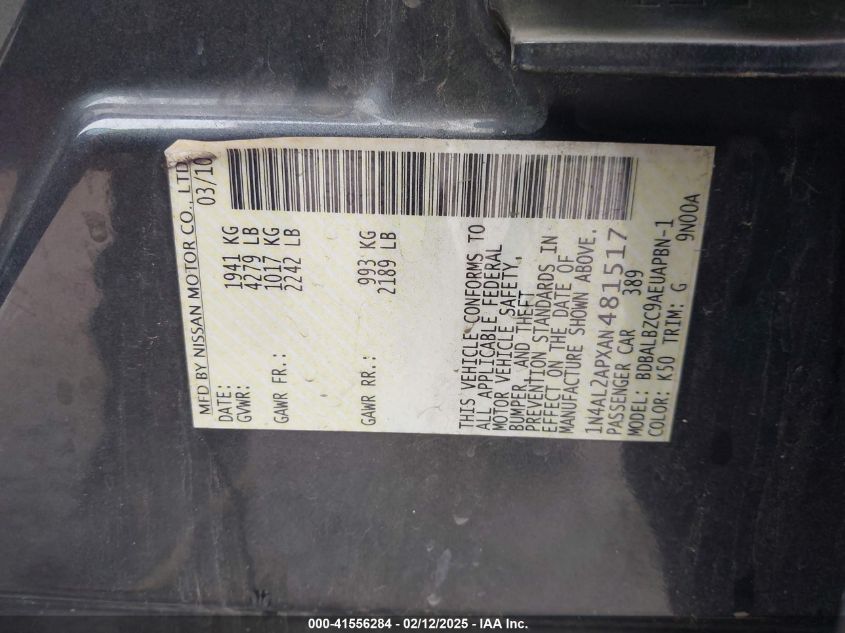 MFD BY NISSAN MOTOR CO., LTD.
DATE: 03/10
GVWR: 1941 KG
4279 LB
GAWR FR.: 1017 KG
2242 LB
GAWR RR.: 993 KG
2189 LB
THIS VEHICLE CONFORMS TO
ALL APPLICABLE FEDERAL
MOTOR VEHICLE SAFETY,
BUMPER, AND THEFT
PREVENTION STANDARDS IN
EFFECT ON THE DATE OF
MANUFACTURE SHOWN ABOVE.
1N4AL2APXAN481517
PASSENGER CAR 389
MODEL: BDBALBZC9AEUAPBN-1
COLOR: K50 TRIM: G 9N00A
000-41556284 - 02/12/2025 - IAA Inc.